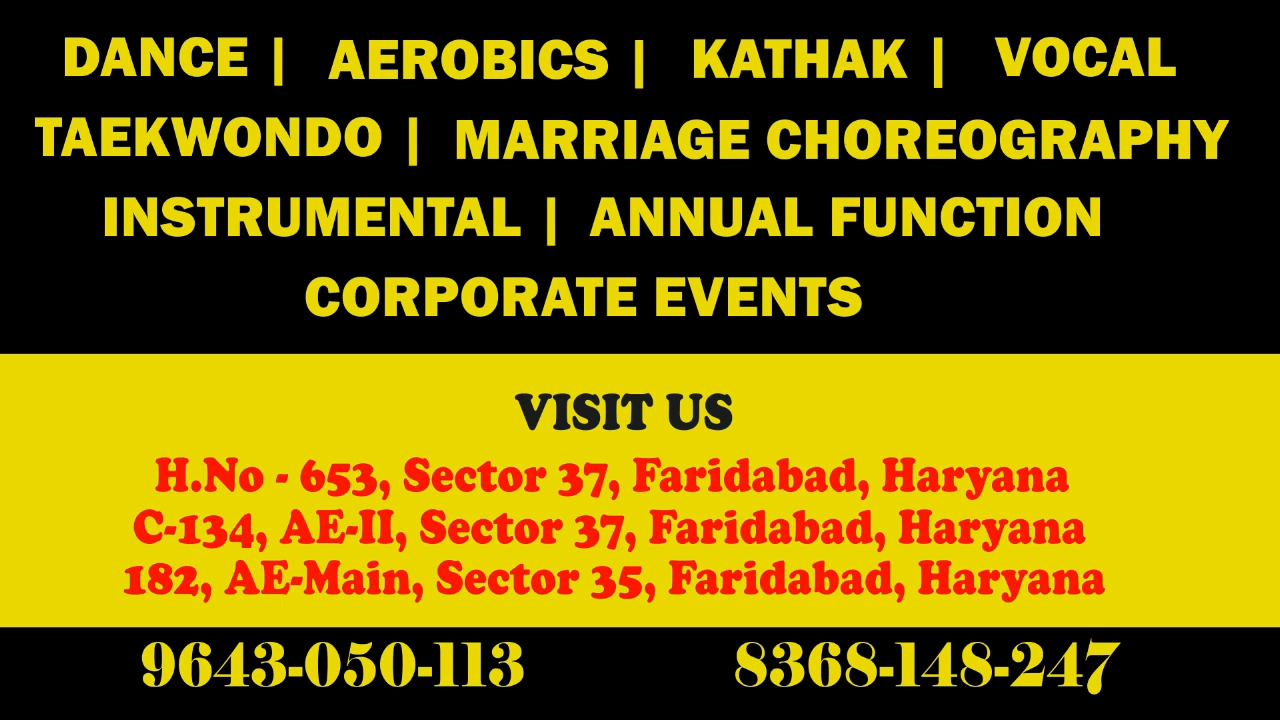 DANCE | AEROBICS | KATHAK | VOCAL
TAEKWONDO | MARRIAGE CHOREOGRAPHY
INSTRUMENTAL | ANNUAL FUNCTION
CORPORATE EVENTS
VISIT US
H.No - 653, Sector 37, Faridabad, Haryana
C-134, AE-II, Sector 37, Faridabad, Haryana
182, AE-Main, Sector 35, Faridabad, Haryana
9643-050-113 8368-148-247